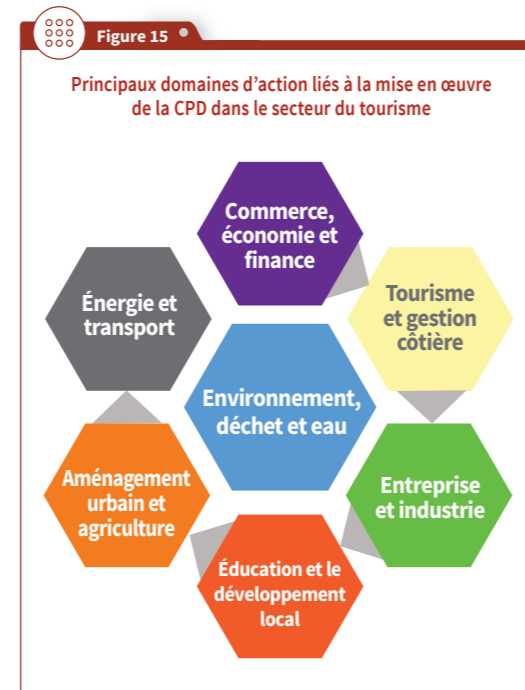 Figure 15
Principaux domaines d’action liés à la mise en œuvre
de la CPD dans le secteur du tourisme
Commerce,
économie et
finance
Énergie et
transport
Tourisme
et gestion
côtière
Environnement,
déchet et eau
Aménagement
urbain et
agriculture
Entreprise
et industrie
Éducation et le
développement
local